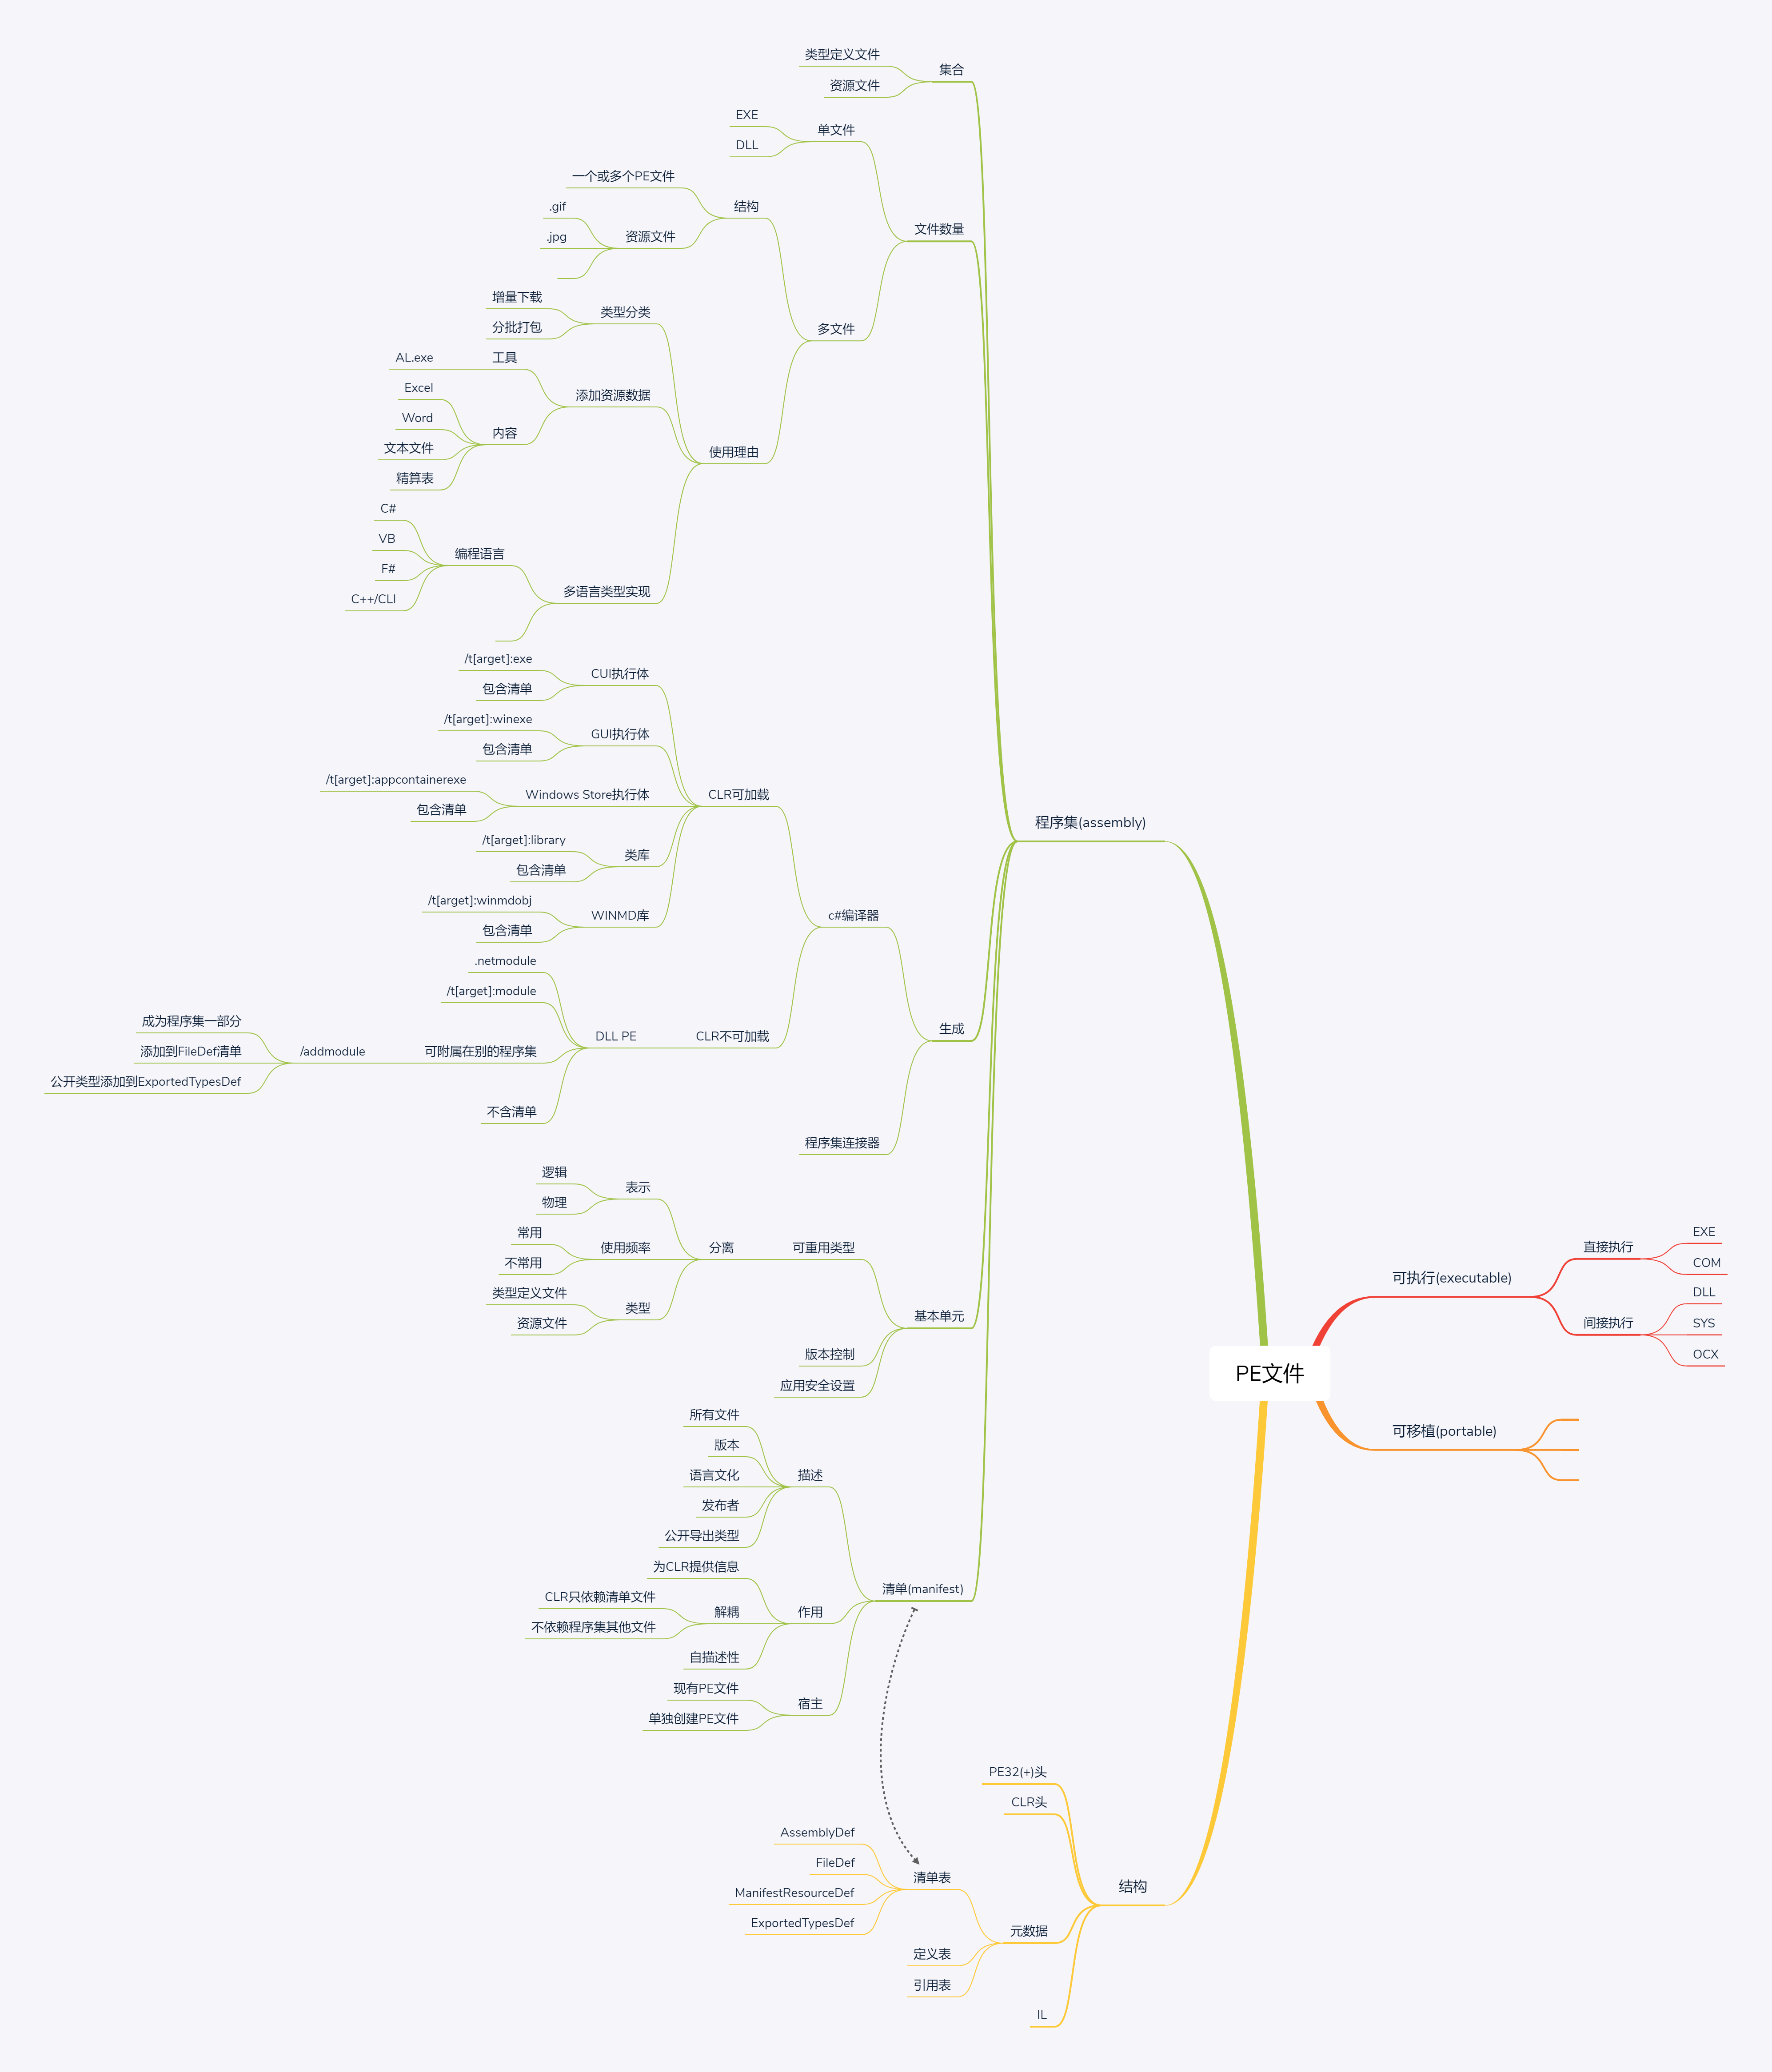 PE文件
可执行(executable)
直接执行
EXE
COM
间接执行
DLL
SYS
OCX
可移植(portable)
程序集(assembly)
集合
类型定义文件
资源文件
文件数量
单文件
EXE
DLL
多文件
结构
一个或多个PE文件
资源文件
.gif
.jpg
使用理由
类型分类
增量下载
分批打包
添加资源数据
工具
AL.exe
内容
Excel
Word
文本文件
精算表
多语言类型实现
编程语言
C#
VB
F#
C++/CLI
生成
c#编译器
CLR可加载
CUI执行体
/t[arget]:exe
包含清单
GUI执行体
/t[arget]:winexe
包含清单
Windows Store执行体
/t[arget]:appcontainerexe
包含清单
类库
/t[arget]:library
包含清单
WINMD库
/t[arget]:winmdobj
包含清单
CLR不可加载
DLL PE
.netmodule
/t[arget]:module
可附属在别的程序集
/addmodule
成为程序集一部分
添加到FileDef清单
公开类型添加到ExportedTypesDef
不含清单
程序集连接器
基本单元
可重用类型
分离
表示
逻辑
物理
使用频率
常用
不常用
类型
类型定义文件
资源文件
版本控制
应用安全设置
清单(manifest)
描述
所有文件
版本
语言文化
发布者
公开导出类型
作用
为CLR提供信息
解耦
CLR只依赖清单文件
不依赖程序集其他文件
自描述性
宿主
现有PE文件
单独创建PE文件
结构
PE32(+)头
CLR头
元数据
清单表
AssemblyDef
FileDef
ManifestResourceDef
ExportedTypesDef
定义表
引用表
IL